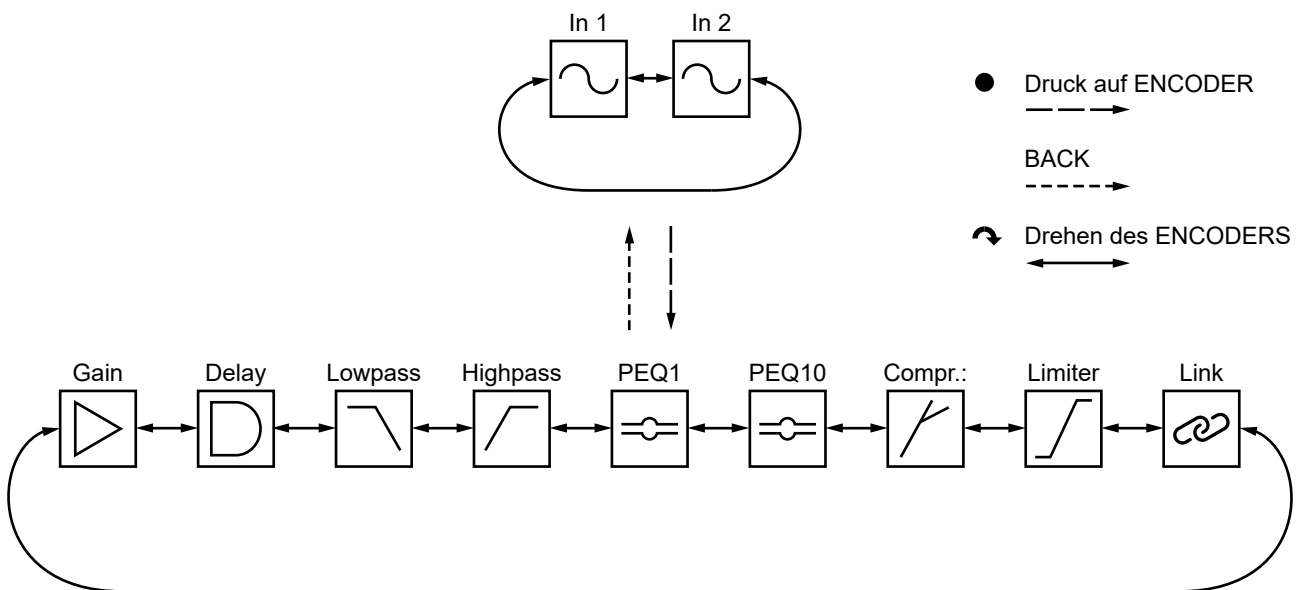 In 1 In 2
Druck auf ENCODER
BACK
Drehen des ENCODERS
Gain Delay Lowpass Highpass PEQ1 PEQ10 Compr.: Limiter Link